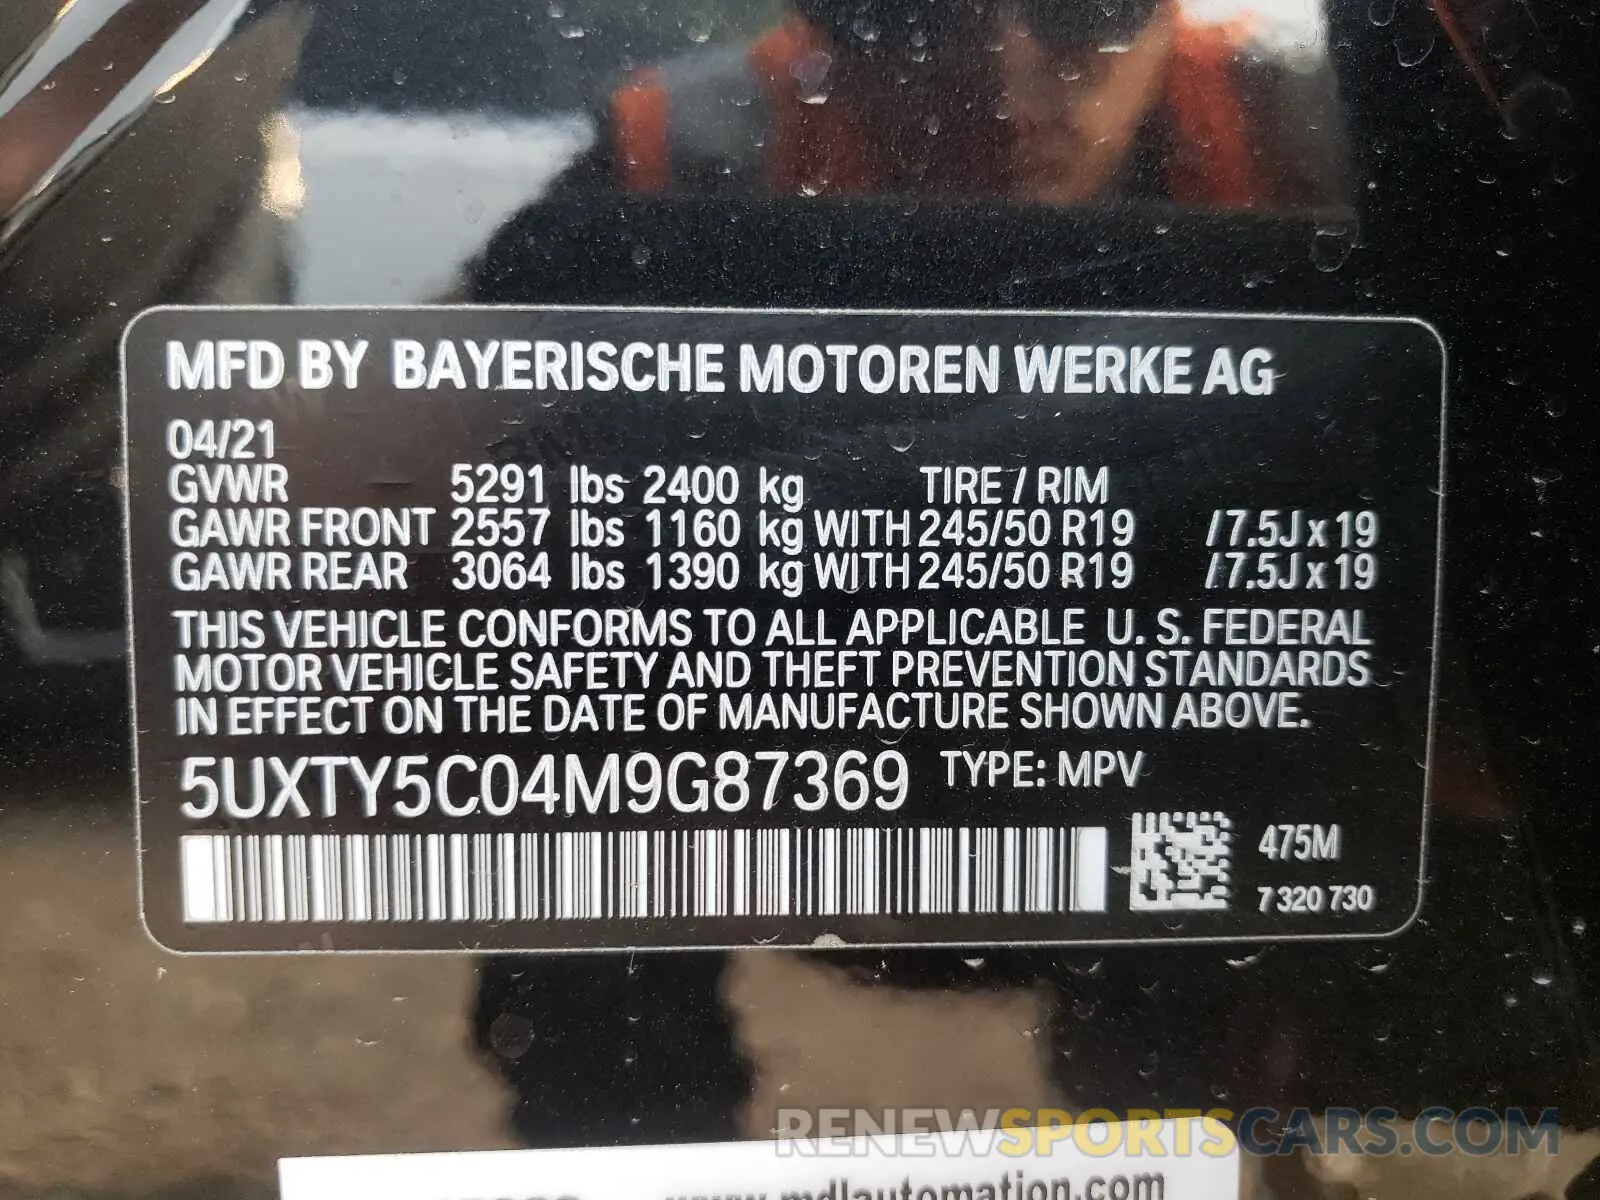 MFD BY BAYERISCHE MOTOREN WERKE AG
04/21
GVWR 5291 lbs 2400 kg TIRE / RIM
GAWR FRONT 2557 lbs 1160 kg WITH 245/50 R19 /7.5J x 19
GAWR REAR 3064 lbs 1390 kg WITH 245/50 R19 /7.5J x 19
THIS VEHICLE CONFORMS TO ALL APPLICABLE U. S. FEDERAL
MOTOR VEHICLE SAFETY AND THEFT PREVENTION STANDARDS
IN EFFECT ON THE DATE OF MANUFACTURE SHOWN ABOVE.
5UXTY5C04M9G87369 TYPE: MPV
475M
7 320 730
RENEWSPORTSCARS.COM
www.mdlautomation.com